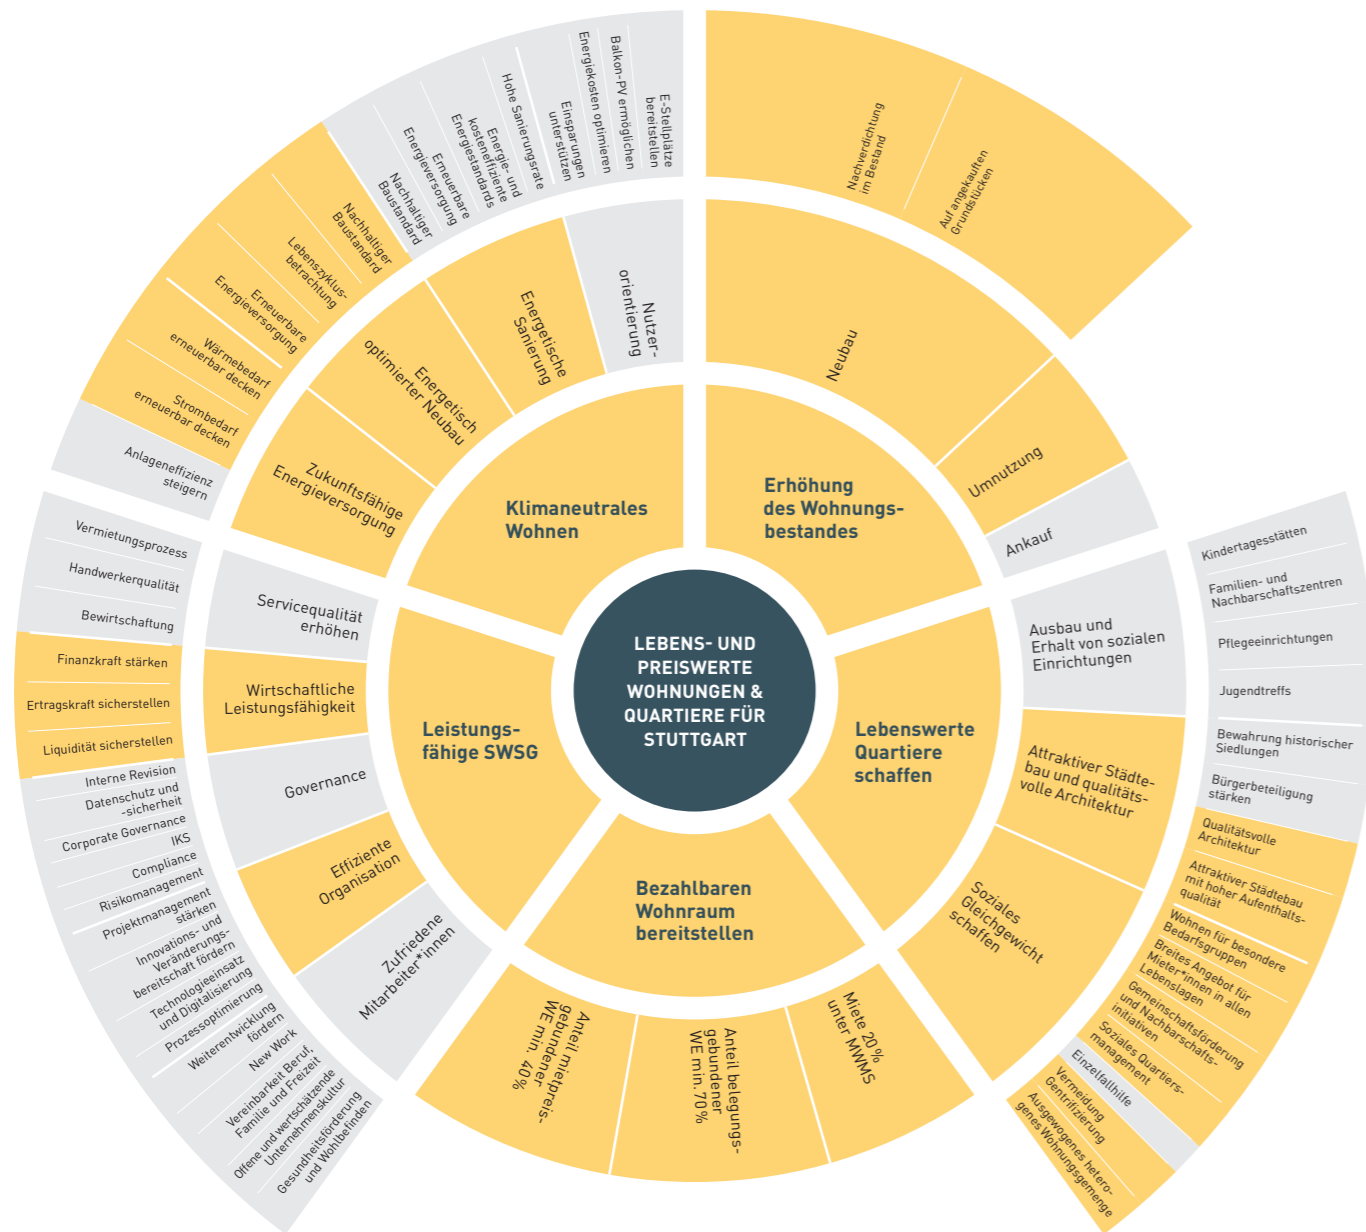 LEBENS- UND
PREISWERTE
WOHNUNGEN &
QUARTIERE FÜR
STUTTGART
Klimaneutrales
Wohnen
Erhöhung
des Wohnungs-
bestandes
Lebenswerte
Quartiere
schaffen
Bezahlbaren
Wohnraum
bereitstellen
Leistungs-
fähige SWSG
Neubau
Umnutzung
Ankauf
Nachverdichtung
im Bestand
Auf angekauften
Grundstücken
Ausbau und
Erhalt von sozialen
Einrichtungen
Attraktiver Städte-
bau und qualitäts-
volle Architektur
Soziales
Gleichgewicht
schaffen
Kindertagesstätten
Familien- und
Nachbarschaftszentren
Pflegeeinrichtungen
Jugendtreffs
Bewahrung historischer
Siedlungen
Bürgerbeteiligung
stärken
Qualitätsvolle
Architektur
Attraktiver Städtebau
mit hoher Aufenthalts-
qualität
Wohnen für besondere
Bedarfsgruppen
Breites Angebot für
Mieter*innen in allen
Lebenslagen
Gemeinschaftsförderung
und Nachbarschafts-
initiativen
Soziales Quartiers-
management
Einzelfallhilfe
Vermeidung
Gentrifizierung
Ausgewogenes hetero-
genes Wohnungsgemenge
Miete 20 %
unter MWMS
Anteil belegungs-
gebundener
WE min. 70 %
Anteil mietpreis-
gebundener
WE min. 40 %
Zufriedene
Mitarbeiter*innen
Effiziente
Organisation
Governance
Wirtschaftliche
Leistungsfähigkeit
Servicequalität
erhöhen
Gesundheitsförderung
und Wohlbefinden
Offene und wertschätzende
Unternehmenskultur
Vereinbarkeit Beruf,
Familie und Freizeit
New Work
Weiterentwicklung
fördern
Prozessoptimierung
Technologieeinsatz
und Digitalisierung
Innovations- und
Veränderungs-
bereitschaft fördern
Projektmanagement
stärken
Risikomanagement
Compliance
IKS
Corporate Governance
Datenschutz und
-sicherheit
Interne Revision
Liquidität sicherstellen
Ertragskraft sicherstellen
Finanzkraft stärken
Bewirtschaftung
Handwerkerqualität
Vermietungsprozess
Zukunftsfähige
Energieversorgung
Energetisch
optimierter Neubau
Energetische
Sanierung
Nutzer-
orientierung
Anlageneffizienz
steigern
Strombedarf
erneuerbar decken
Wärmebedarf
erneuerbar decken
Erneuerbare
Energieversorgung
Lebenszyklus-
betrachtung
Nachhaltiger
Baustandard
Nachhaltiger
Baustandard
Erneuerbare
Energieversorgung
Energie- und
kosteneffiziente
Energiestandards
Hohe Sanierungsrate
Einsparungen
unterstützen
Energiekosten optimieren
Balkon-PV ermöglichen
E-Stellplätze
bereitstellen